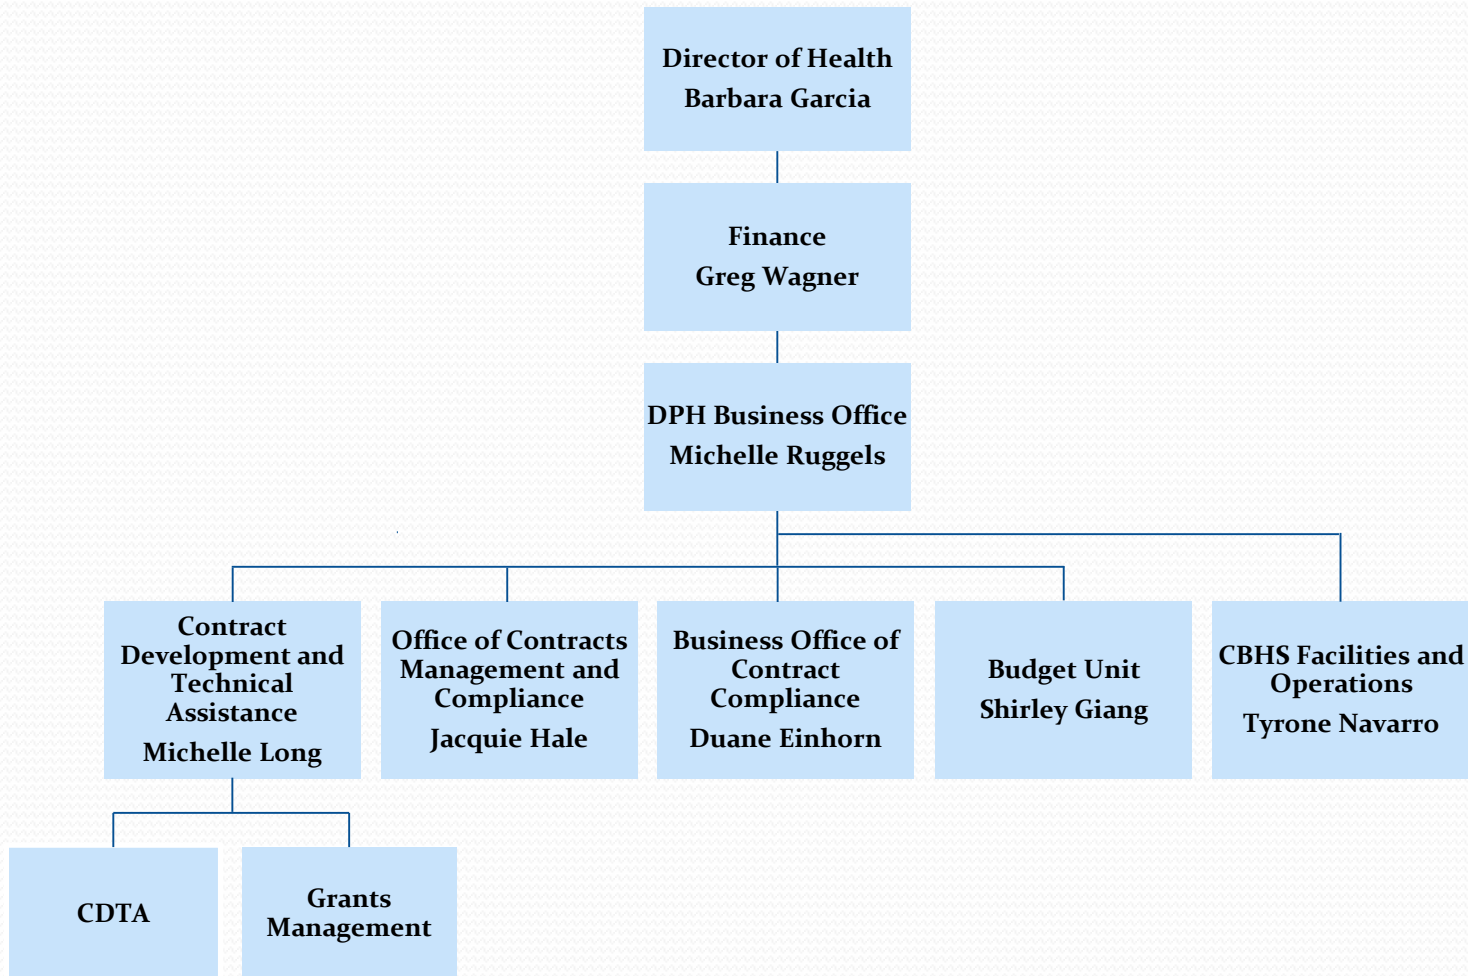 Director of Health
Barbara Garcia
Finance
Greg Wagner
DPH Business Office
Michelle Ruggels
Contract
Development and
Technical
Assistance
Michelle Long
Office of Contracts
Management and
Compliance
Jacquie Hale
Business Office of
Contract
Compliance
Duane Einhorn
Budget Unit
Shirley Giang
CBHS Facilities and
Operations
Tyrone Navarro
CDTA
Grants
Management